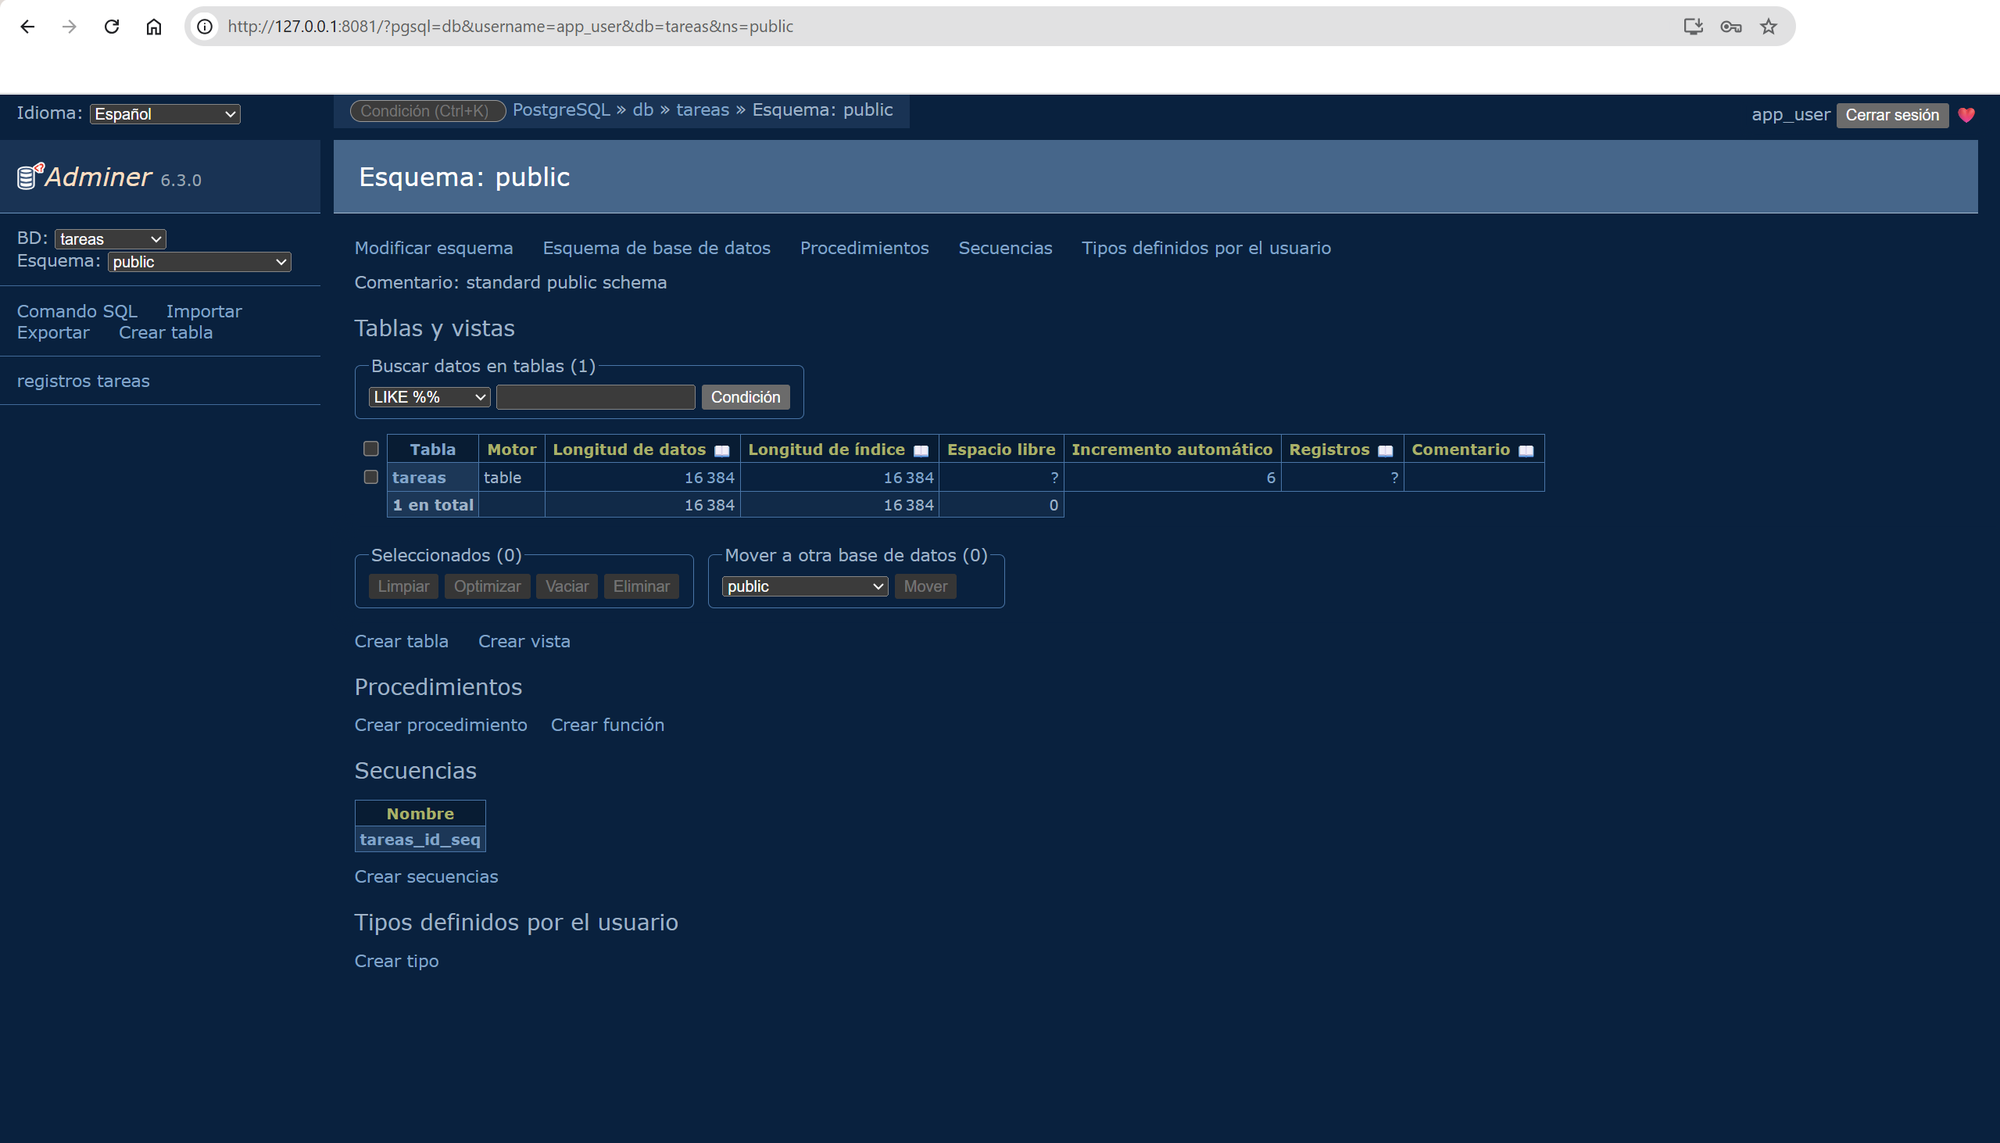 http://127.0.0.1:8081/?pgsql=db&username=app_user&db=tareas&ns=public
Idioma: Español
Condición (Ctrl+K) PostgreSQL » db » tareas » Esquema: public
app_user Cerrar sesión
Adminer 6.3.0
Esquema: public
BD: tareas
Esquema: public
Comando SQL Importar
Exportar Crear tabla
registros tareas
Modificar esquema Esquema de base de datos Procedimientos Secuencias Tipos definidos por el usuario
Comentario: standard public schema
Tablas y vistas
Buscar datos en tablas (1)
LIKE %% Condición
Tabla Motor Longitud de datos Longitud de índice Espacio libre Incremento automático Registros Comentario
tareas table 16 384 16 384 ? 6 ?
1 en total 16 384 16 384 0
Seleccionados (0) Mover a otra base de datos (0)
Limpiar Optimizar Vaciar Eliminar public Mover
Crear tabla Crear vista
Procedimientos
Crear procedimiento Crear función
Secuencias
Nombre
tareas_id_seq
Crear secuencias
Tipos definidos por el usuario
Crear tipo